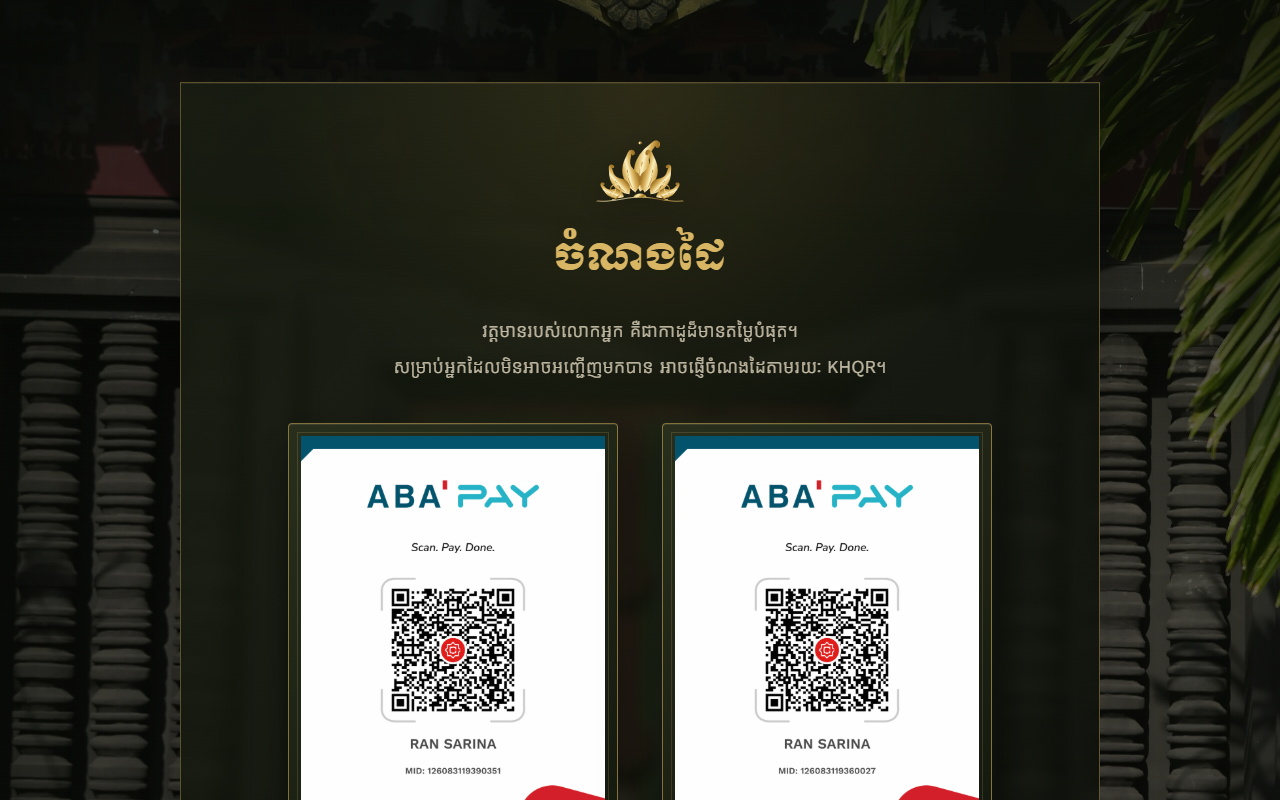 ចំណងដៃ
វត្តមានរបស់លោកអ្នក គឺជាកាដូដ៏មានតម្លៃបំផុត។
សម្រាប់អ្នកដែលមិនអាចអញ្ជើញមកបាន អាចផ្ញើចំណងដៃតាមរយៈ KHQR។
ABA' PAY
Scan. Pay. Done.
RAN SARINA
MID: 126083119390351
ABA' PAY
Scan. Pay. Done.
RAN SARINA
MID: 126083119360027